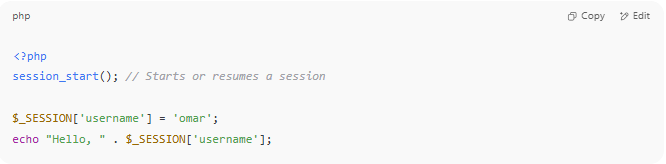 php
Copy
Edit
<?php
session_start(); // Starts or resumes a session
$_SESSION['username'] = 'omar';
echo "Hello, " . $_SESSION['username'];